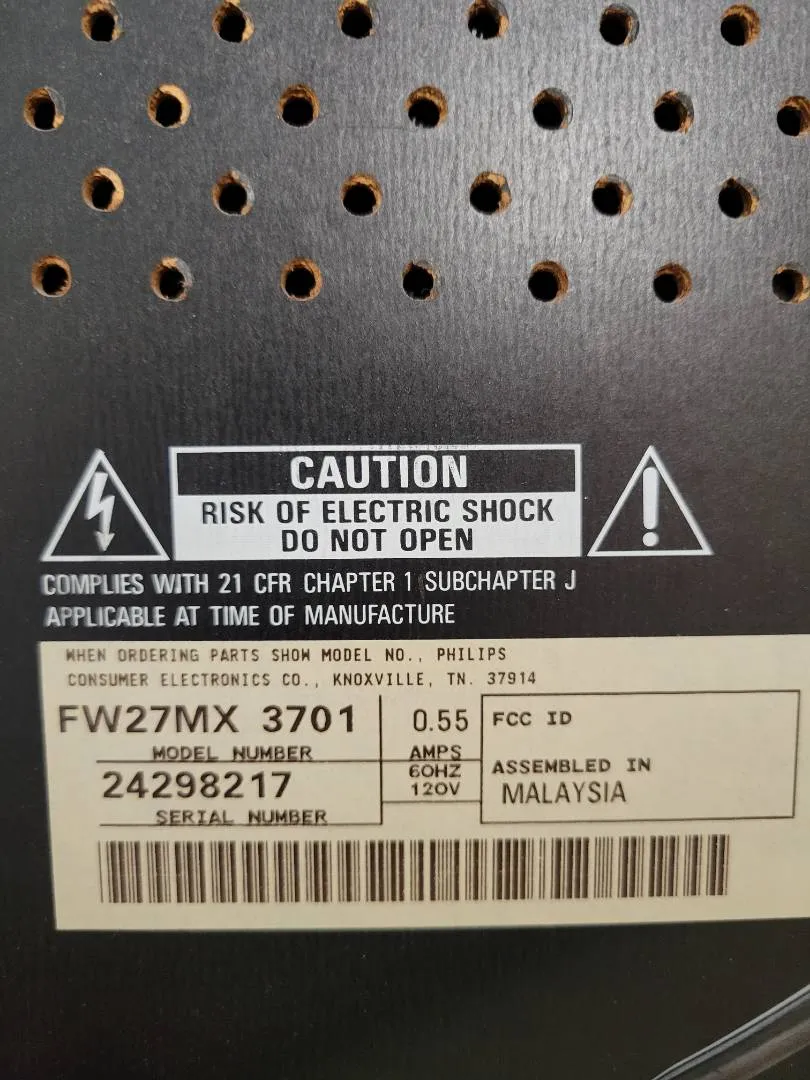 CAUTION
RISK OF ELECTRIC SHOCK
DO NOT OPEN
COMPLIES WITH 21 CFR CHAPTER 1 SUBCHAPTER J
APPLICABLE AT TIME OF MANUFACTURE
WHEN ORDERING PARTS SHOW MODEL NO., PHILIPS
CONSUMER ELECTRONICS CO., KNOXVILLE, TN. 37914
FW27MX 3701
MODEL NUMBER
24298217
SERIAL NUMBER
0.55
AMPS
60HZ
120V
FCC ID
ASSEMBLED IN
MALAYSIA